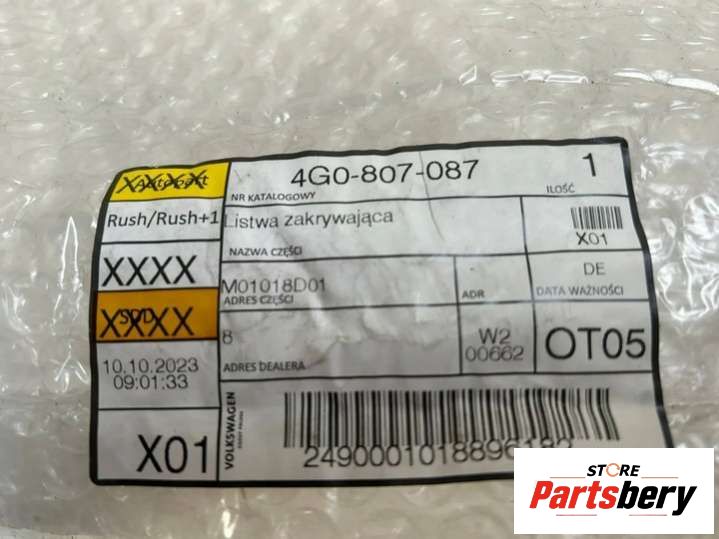 XXXX
4G0-807-087
1
NR KATALOGOWY
ILOŚĆ
Rush/Rush+1
Listwa zakrywająca
NAZWA CZĘŚCI
X01
XXXX
M01018D01
ADRES CZĘŚCI
ADR
DE
DATA WAŻNOŚCI
XXXX
8
ADRES DEALERA
W2
00662
OT05
10.10.2023
09:01:33
X01
VOLKSWAGEN
2490001018896182
STORE
Partsbery